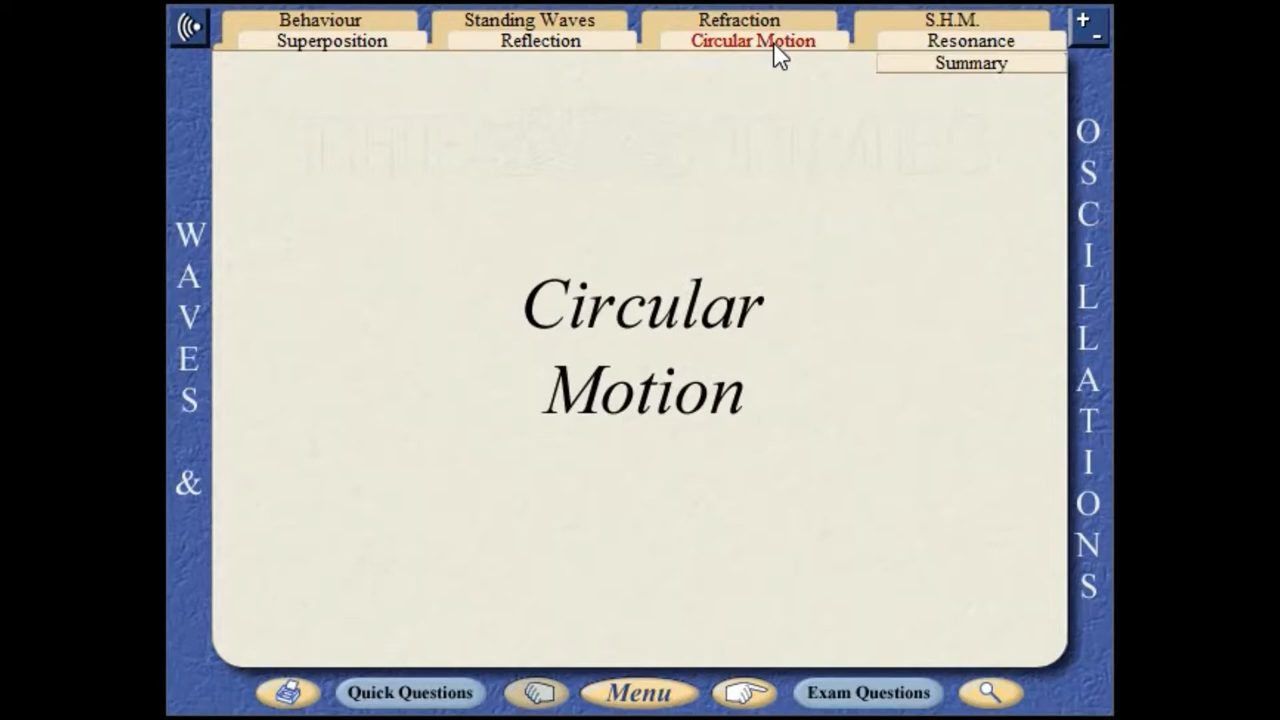 Behaviour
Standing Waves
Refraction
S.H.M.
Superposition
Reflection
Circular Motion
Resonance
Summary
WAVES &
OSCILLATIONS
Circular
Motion
Quick Questions
Menu
Exam Questions
+
-